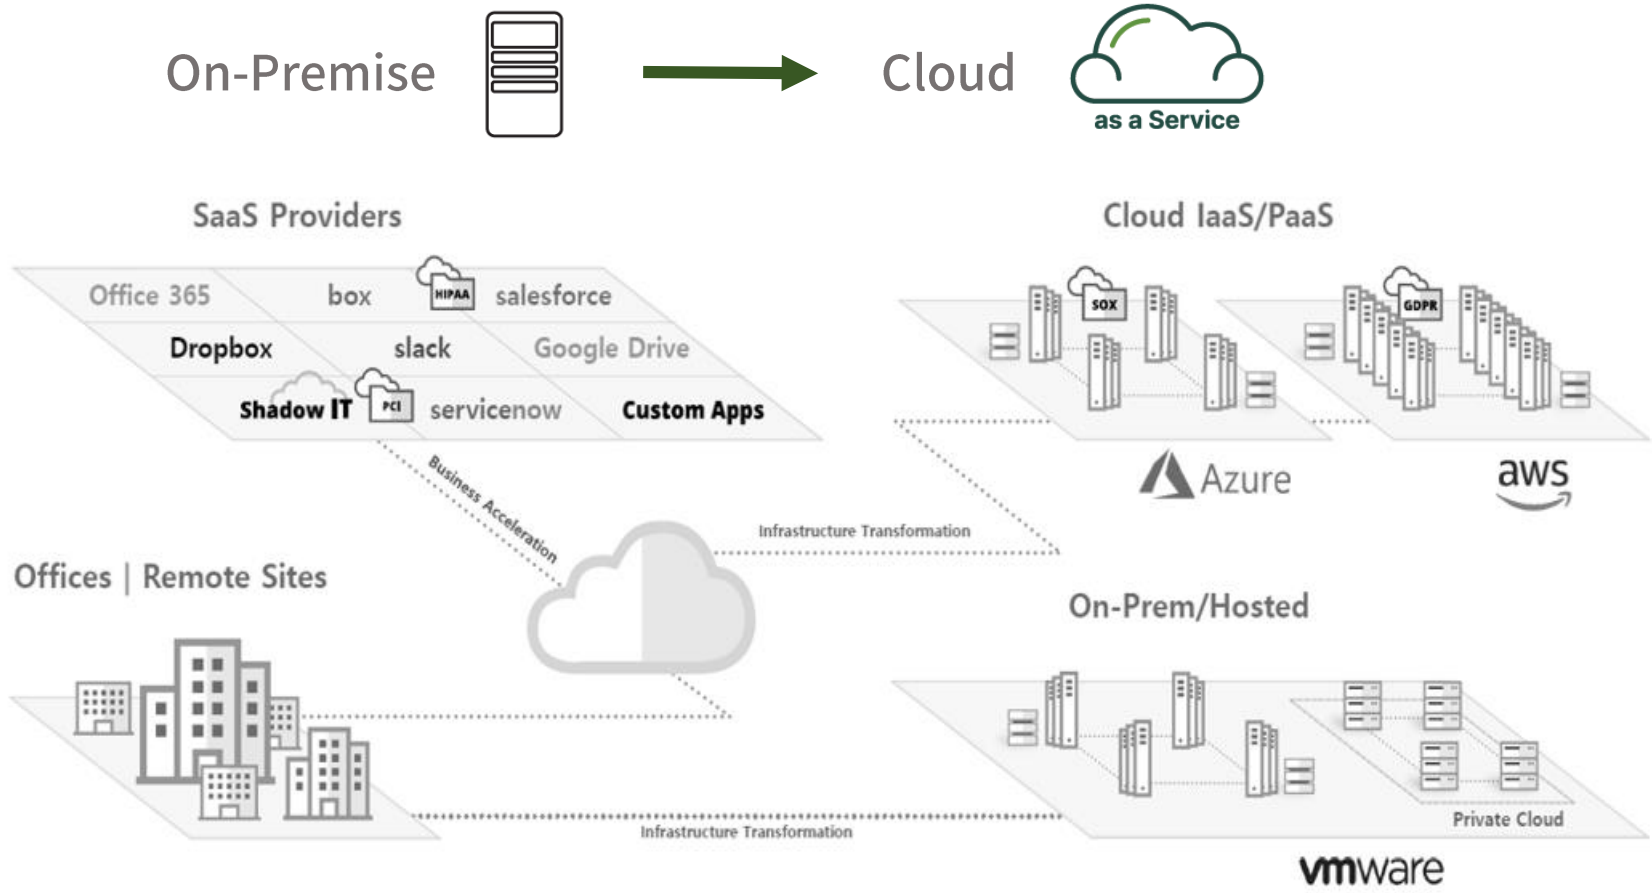 On-Premise
Cloud
as a Service
SaaS Providers
Cloud IaaS/PaaS
Office 365
box
HIPAA
salesforce
Dropbox
slack
Google Drive
Shadow IT
PCI
servicenow
Custom Apps
SOX
GDPR
Azure
aws
Business Acceleration
Infrastructure Transformation
Offices | Remote Sites
On-Prem/Hosted
Private Cloud
Infrastructure Transformation
vmware